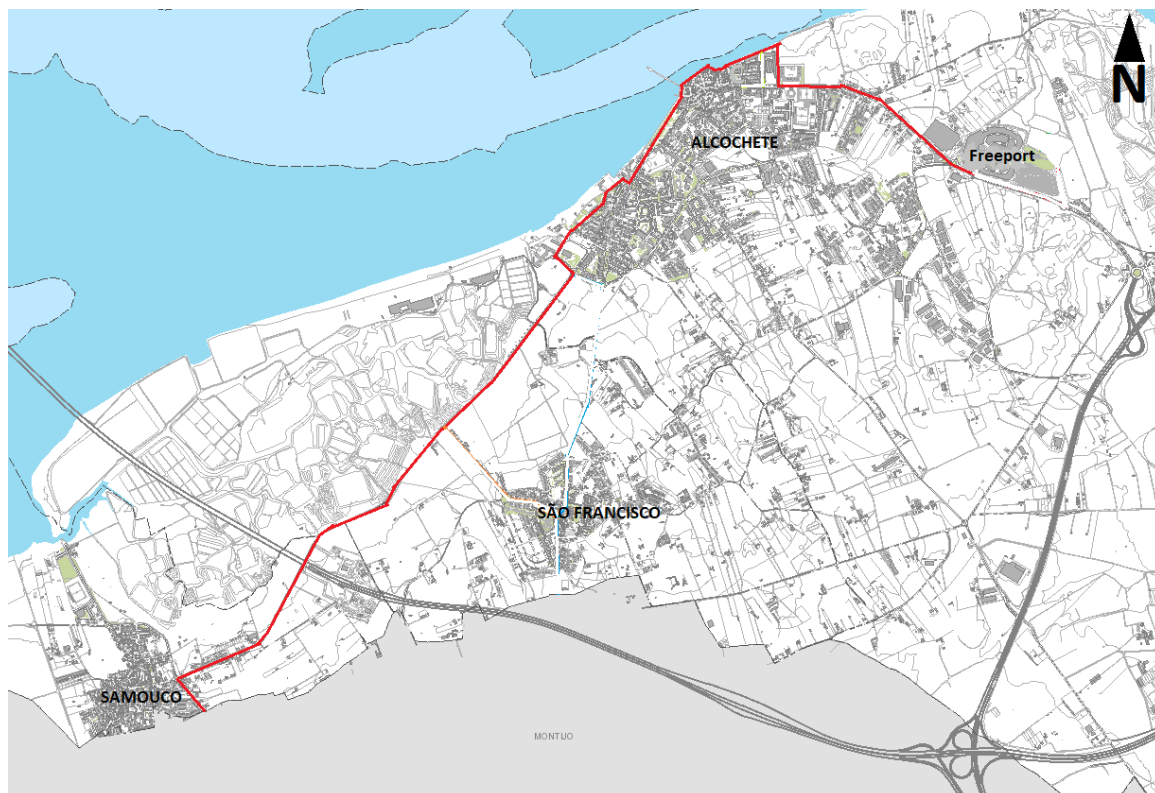 N
ALCOCHETE
Freeport
SÃO FRANCISCO
SAMOUCO
MONTIJO